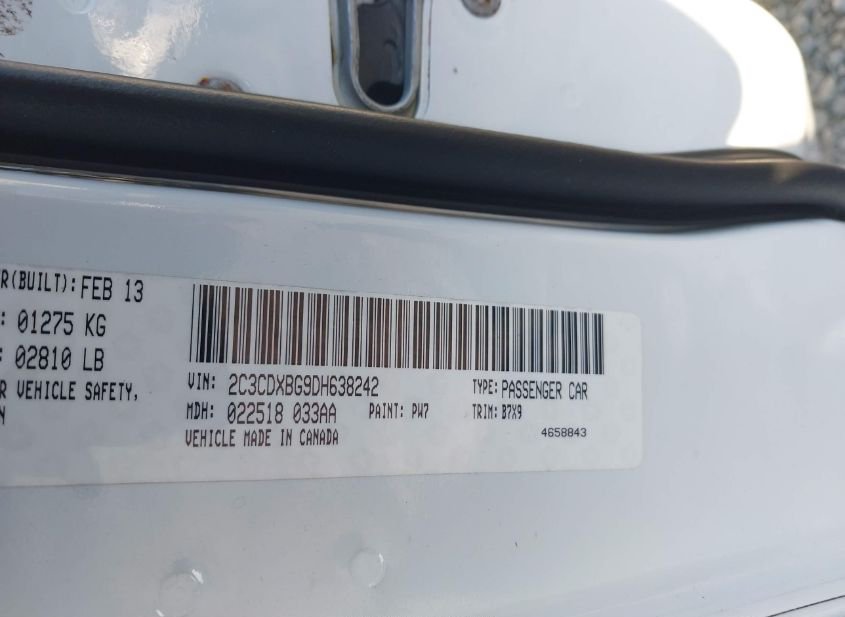 R(BUILT): FEB 13
: 01275 KG
: 02810 LB
R VEHICLE SAFETY,
N
VIN: 2C3CDXBG9DH638242 TYPE: PASSENGER CAR
MDH: 022518 033AA PAINT: PW7 TRIM: B7X9
VEHICLE MADE IN CANADA 4658843